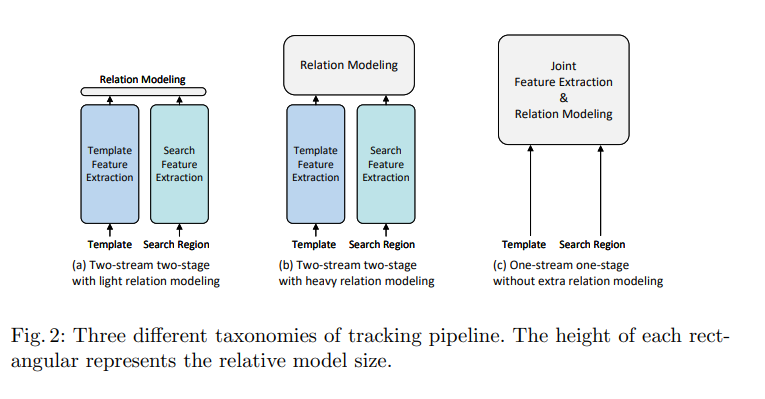 Relation Modeling
Template
Feature
Extraction
Search
Feature
Extraction
Template
Search Region
(a) Two-stream two-stage
with light relation modeling
Relation Modeling
Template
Feature
Extraction
Search
Feature
Extraction
Template
Search Region
(b) Two-stream two-stage
with heavy relation modeling
Joint
Feature Extraction
&
Relation Modeling
Template
Search Region
(c) One-stream one-stage
without extra relation modeling
Fig. 2: Three different taxonomies of tracking pipeline. The height of each rect-
angular represents the relative model size.